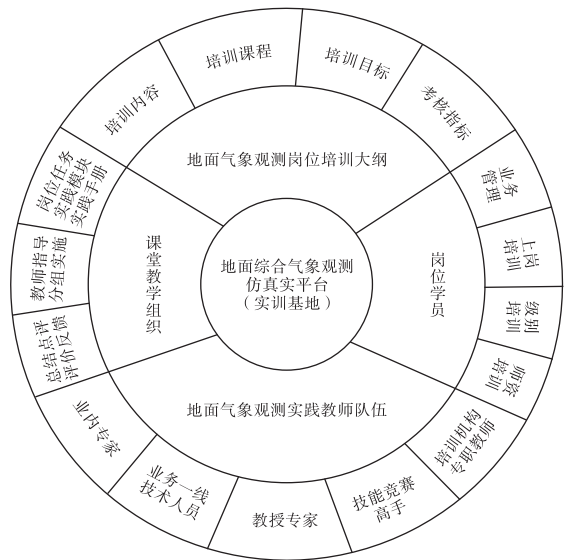 培训内容
培训课程
培训目标
考核指标
地面气象观测岗位培训大纲
岗位任务
实践模块
实践手册
教师指导
分组实施
总结点评
评价反馈
课堂教学组织
地面综合气象观测
仿真实平台
（实训基地）
岗位学员
业务
管理
上岗
培训
级别
培训
师资
培训
地面气象观测实践教师队伍
业内专家
业务一线
技术人员
教授专家
技能竞赛
高手
培训机构
专职教师